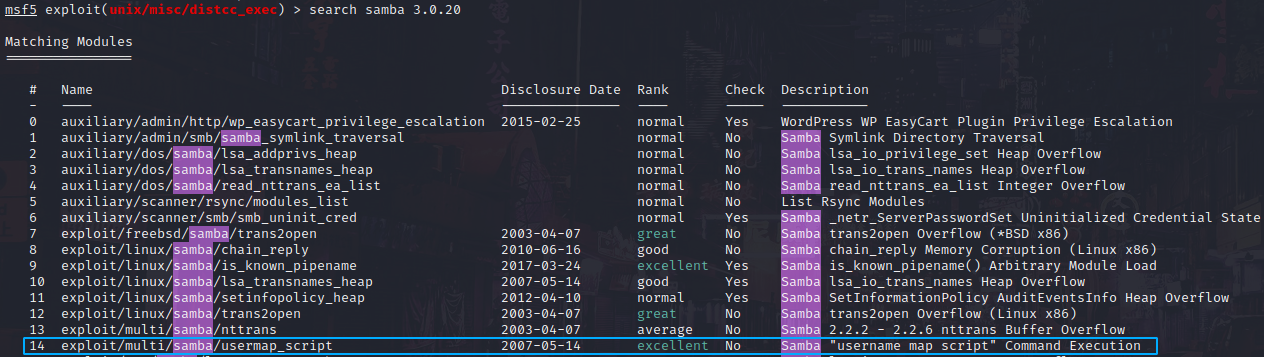 msf5 exploit(unix/misc/distcc_exec) > search samba 3.0.20
Matching Modules
================
# Name Disclosure Date Rank Check Description
- ---- --------------- ---- ----- -----------
0 auxiliary/admin/http/wp_easycart_privilege_escalation 2015-02-25 normal Yes WordPress WP EasyCart Plugin Privilege Escalation
1 auxiliary/admin/smb/samba_symlink_traversal normal No Samba Symlink Directory Traversal
2 auxiliary/dos/samba/lsa_addprivs_heap normal No Samba lsa_io_privilege_set Heap Overflow
3 auxiliary/dos/samba/lsa_transnames_heap normal No Samba lsa_io_trans_names Heap Overflow
4 auxiliary/dos/samba/read_nttrans_ea_list normal No Samba read_nttrans_ea_list Integer Overflow
5 auxiliary/scanner/rsync/modules_list normal No List Rsync Modules
6 auxiliary/scanner/smb/smb_uninit_cred normal Yes Samba _netr_ServerPasswordSet Uninitialized Credential State
7 exploit/freebsd/samba/trans2open 2003-04-07 great No Samba trans2open Overflow (*BSD x86)
8 exploit/linux/samba/chain_reply 2010-06-16 good No Samba chain_reply Memory Corruption (Linux x86)
9 exploit/linux/samba/is_known_pipename 2017-03-24 excellent Yes Samba is_known_pipename() Arbitrary Module Load
10 exploit/linux/samba/lsa_transnames_heap 2007-05-14 good Yes Samba lsa_io_trans_names Heap Overflow
11 exploit/linux/samba/setinfopolicy_heap 2012-04-10 normal Yes Samba SetInformationPolicy AuditEventsInfo Heap Overflow
12 exploit/linux/samba/trans2open 2003-04-07 great No Samba trans2open Overflow (Linux x86)
13 exploit/multi/samba/nttrans 2003-04-07 average No Samba 2.2.2 - 2.2.6 nttrans Buffer Overflow
14 exploit/multi/samba/usermap_script 2007-05-14 excellent No Samba "username map script" Command Execution